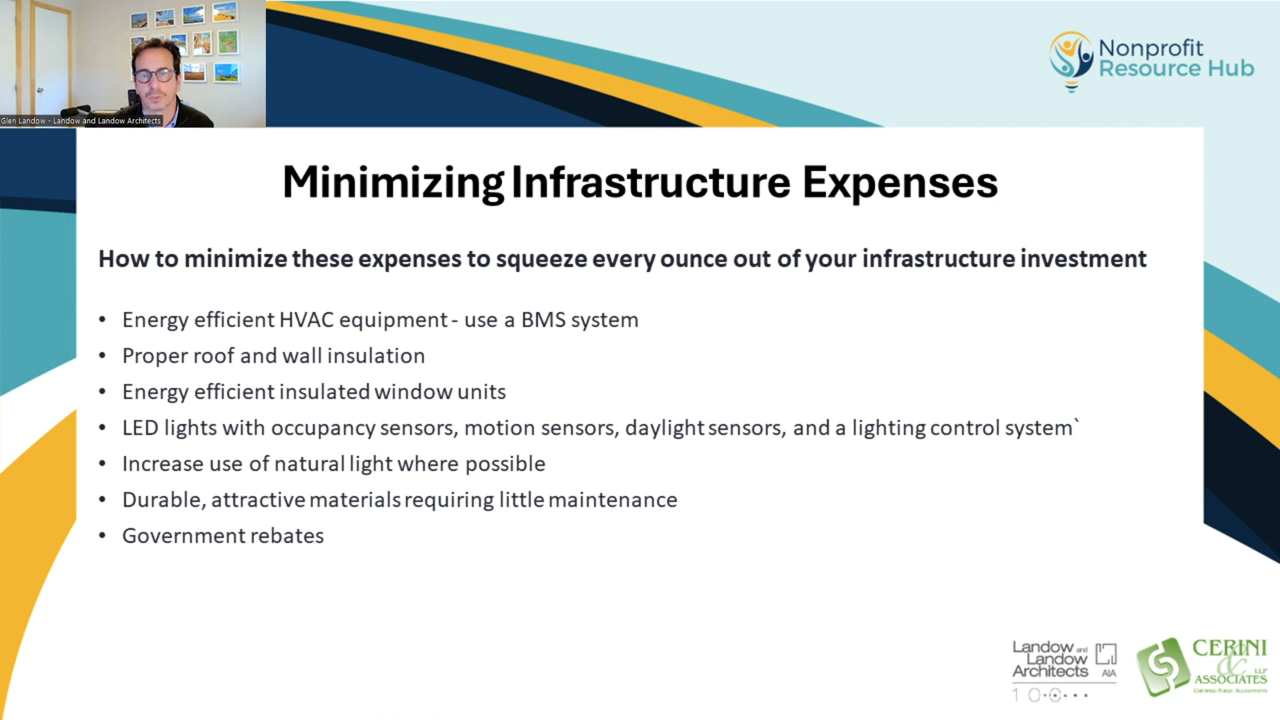 Glen Landow - Landow and Landow Architects
Nonprofit
Resource Hub
Minimizing Infrastructure Expenses
How to minimize these expenses to squeeze every ounce out of your infrastructure investment
• Energy efficient HVAC equipment - use a BMS system
• Proper roof and wall insulation
• Energy efficient insulated window units
• LED lights with occupancy sensors, motion sensors, daylight sensors, and a lighting control system`
• Increase use of natural light where possible
• Durable, attractive materials requiring little maintenance
• Government rebates
Landow and
Landow
Architects AIA
CERINI
&
ASSOCIATES LLP
Certified Public Accountants